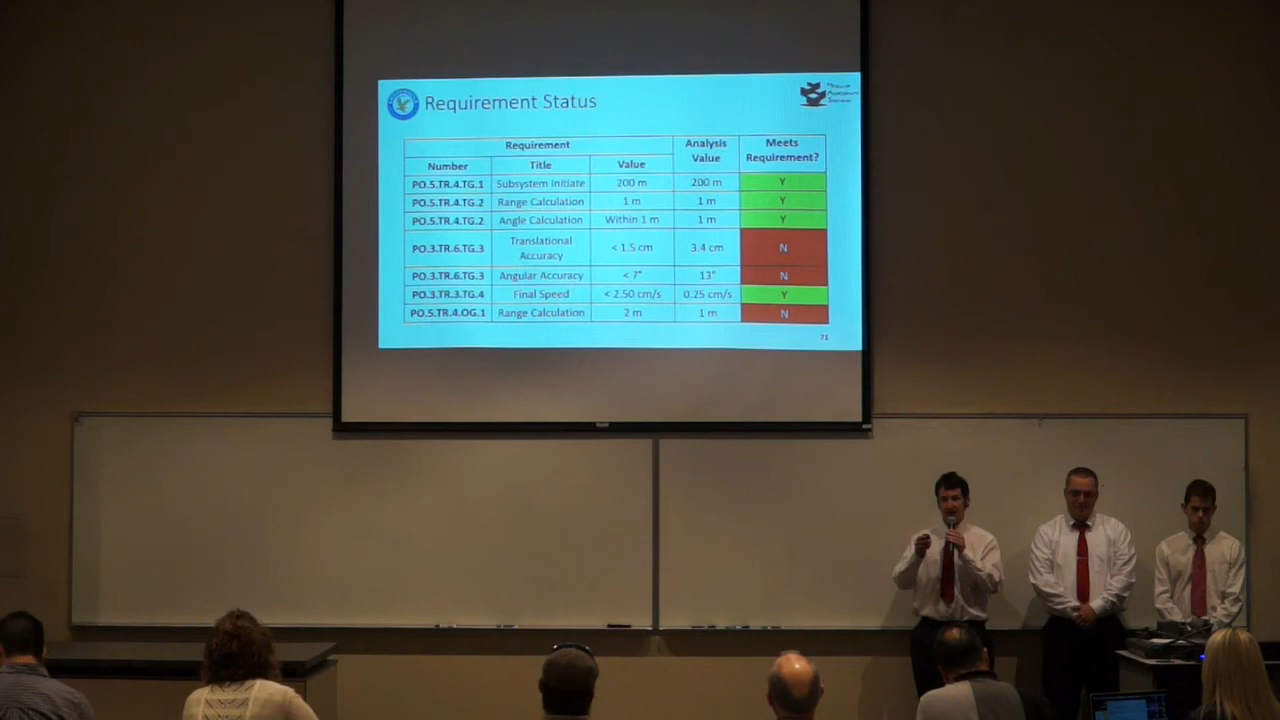 Requirement Status
Requirement Analysis Value Meets Requirement?
Number Title Value
PO.5.TR.4.TG.1 Subsystem Initiate 200 m 200 m Y
PO.5.TR.4.TG.2 Range Calculation 1 m 1 m Y
PO.5.TR.4.TG.2 Angle Calculation Within 1 m 1 m Y
PO.3.TR.6.TG.3 Translational Accuracy < 1.5 cm 3.4 cm N
PO.3.TR.6.TG.3 Angular Accuracy < 7° 13° N
PO.3.TR.3.TG.4 Final Speed < 2.50 cm/s 0.25 cm/s Y
PO.5.TR.4.OG.1 Range Calculation 2 m 1 m N
71